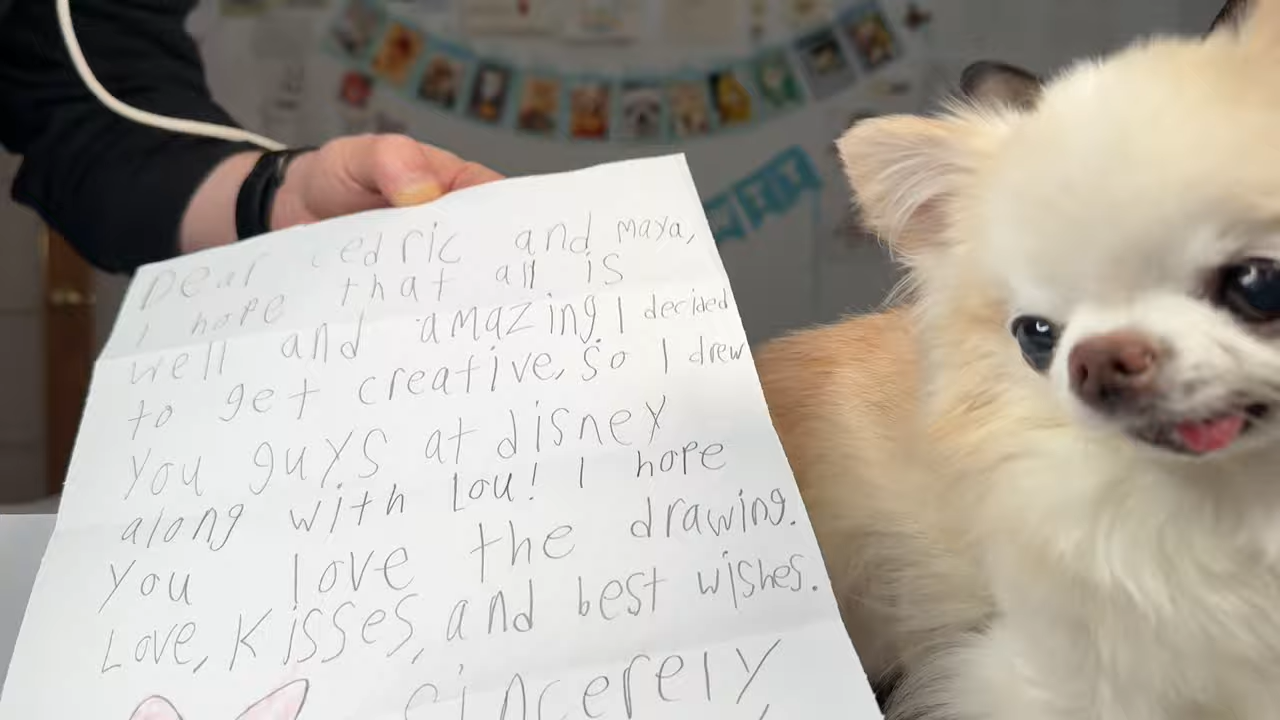 Dear Cedric and Maya,
I hope that all is
well and amazing. I decided
to get creative, so I drew
you guys at disney
along with Lou! I hope
you love the drawing.
Love, Kisses, and best wishes.
Sincerely,